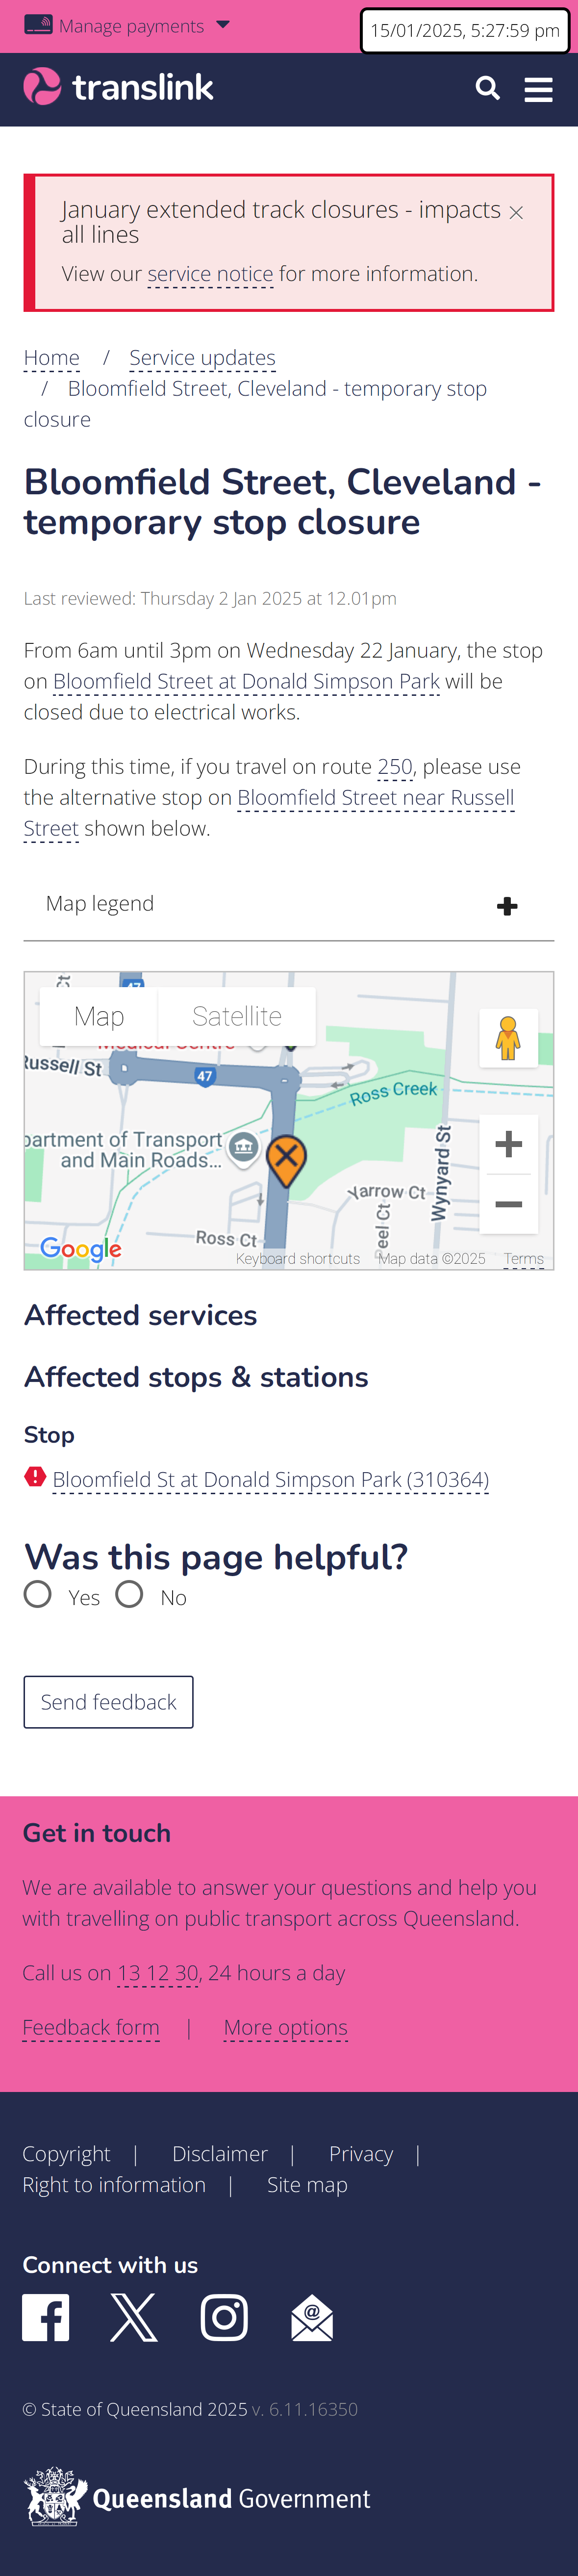 Manage payments
15/01/2025, 5:27:59 pm
translink
January extended track closures - impacts
all lines
View our service notice for more information.
Home / Service updates
/ Bloomfield Street, Cleveland - temporary stop
closure
Bloomfield Street, Cleveland -
temporary stop closure
Last reviewed: Thursday 2 Jan 2025 at 12.01pm
From 6am until 3pm on Wednesday 22 January, the stop
on Bloomfield Street at Donald Simpson Park will be
closed due to electrical works.
During this time, if you travel on route 250, please use
the alternative stop on Bloomfield Street near Russell
Street shown below.
Map legend
Map Satellite
Russell St
47
Ross Creek
partment of Transport
and Main Roads...
Wynyard St
Yarrow Ct
Ross Ct
eel Ct
Google
Keyboard shortcuts Map data ©2025 Terms
Affected services
Affected stops & stations
Stop
Bloomfield St at Donald Simpson Park (310364)
Was this page helpful?
Yes No
Send feedback
Get in touch
We are available to answer your questions and help you
with travelling on public transport across Queensland.
Call us on 13 12 30, 24 hours a day
Feedback form | More options
Copyright | Disclaimer | Privacy |
Right to information | Site map
Connect with us
© State of Queensland 2025 v. 6.11.16350
Queensland Government